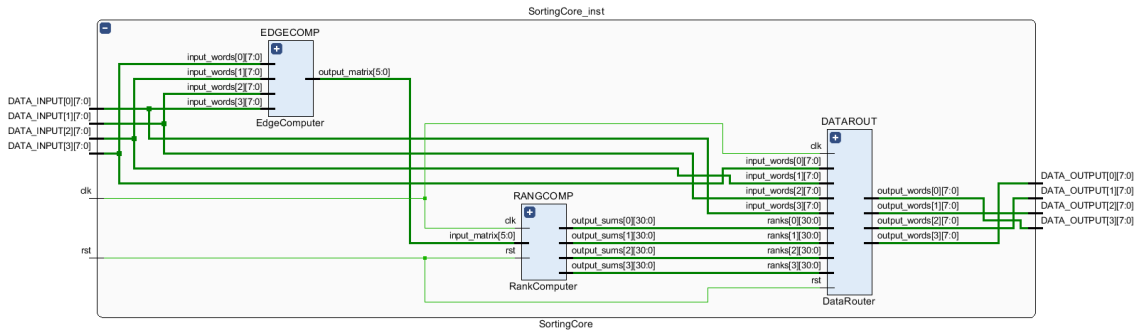 SortingCore_inst
EDGECOMP
input_words[0][7:0]
input_words[1][7:0]
input_words[2][7:0]
input_words[3][7:0]
output_matrix[5:0]
EdgeComputer
DATA_INPUT[0][7:0]
DATA_INPUT[1][7:0]
DATA_INPUT[2][7:0]
DATA_INPUT[3][7:0]
clk
rst
RANGCOMP
clk
input_matrix[5:0]
rst
output_sums[0][30:0]
output_sums[1][30:0]
output_sums[2][30:0]
output_sums[3][30:0]
RankComputer
DATAROUT
clk
input_words[0][7:0]
input_words[1][7:0]
input_words[2][7:0]
input_words[3][7:0]
ranks[0][30:0]
ranks[1][30:0]
ranks[2][30:0]
ranks[3][30:0]
rst
output_words[0][7:0]
output_words[1][7:0]
output_words[2][7:0]
output_words[3][7:0]
DataRouter
DATA_OUTPUT[0][7:0]
DATA_OUTPUT[1][7:0]
DATA_OUTPUT[2][7:0]
DATA_OUTPUT[3][7:0]
SortingCore